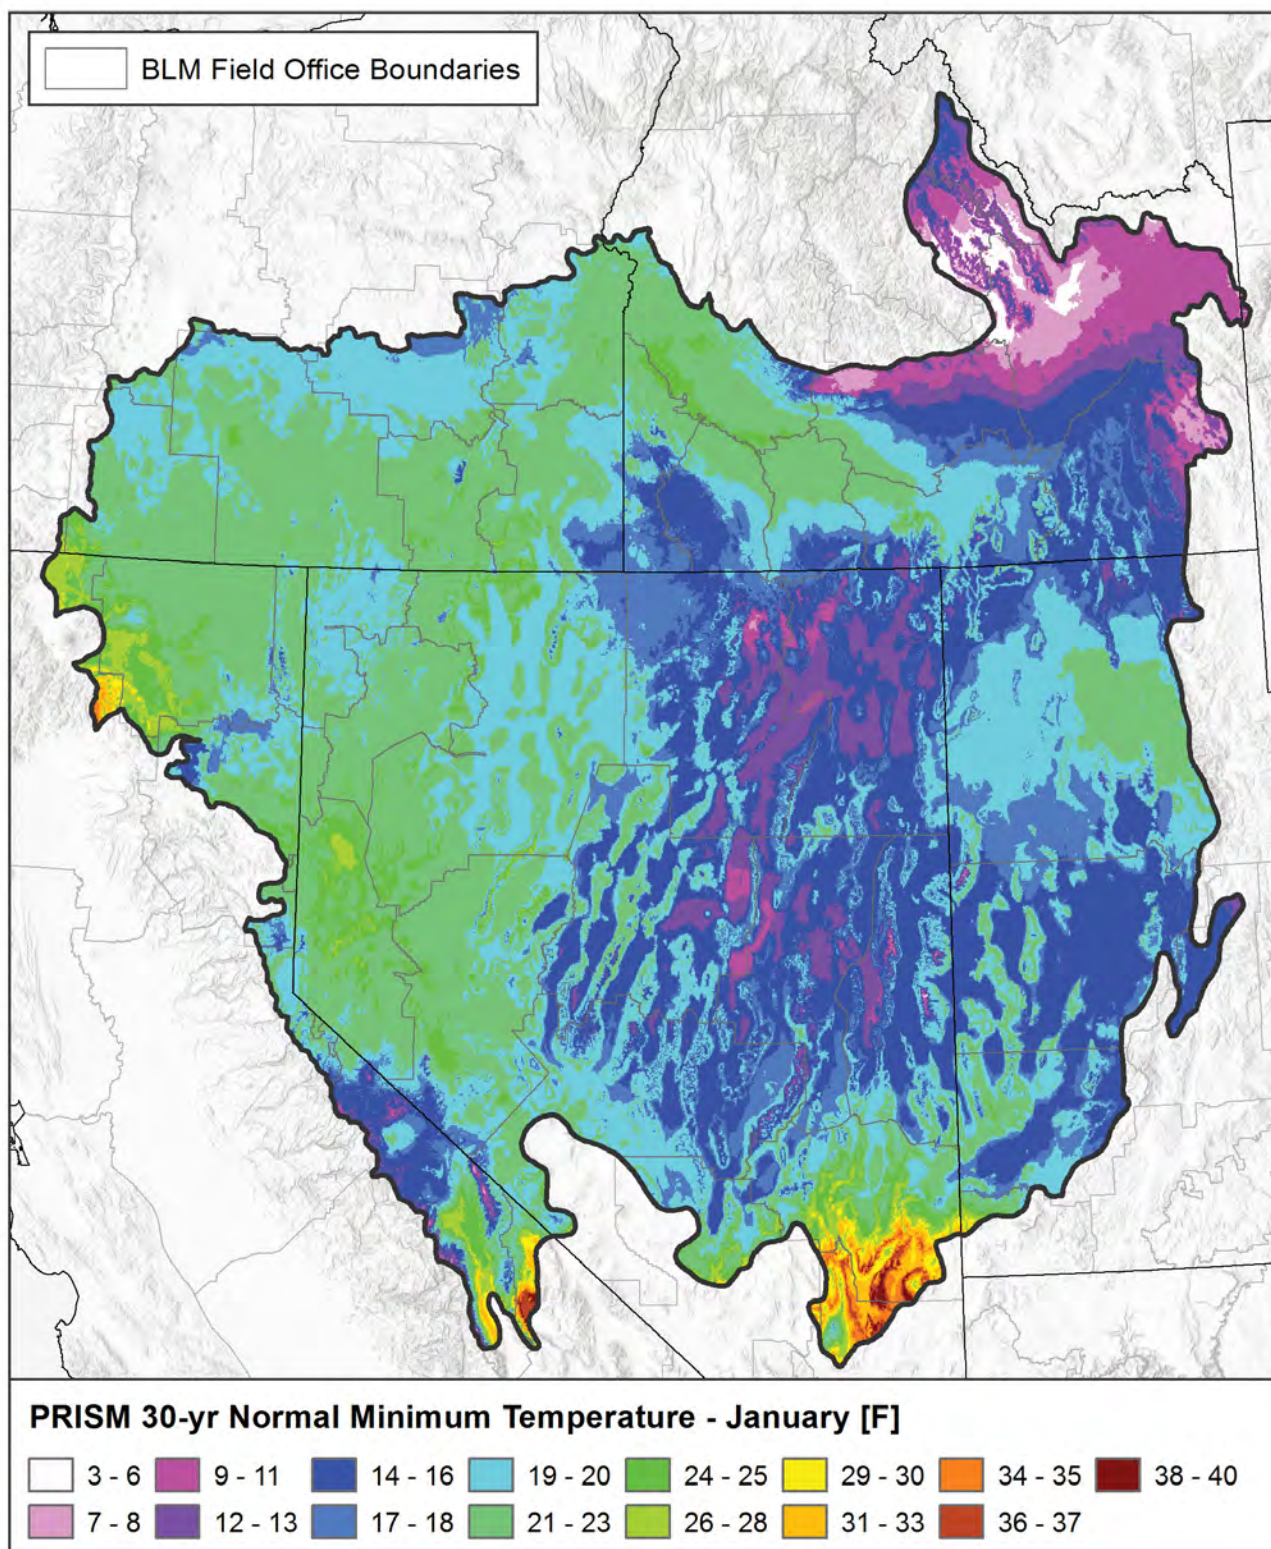 BLM Field Office Boundaries
PRISM 30-yr Normal Minimum Temperature - January [F]
3 - 6 9 - 11 14 - 16 19 - 20 24 - 25 29 - 30 34 - 35 38 - 40
7 - 8 12 - 13 17 - 18 21 - 23 26 - 28 31 - 33 36 - 37